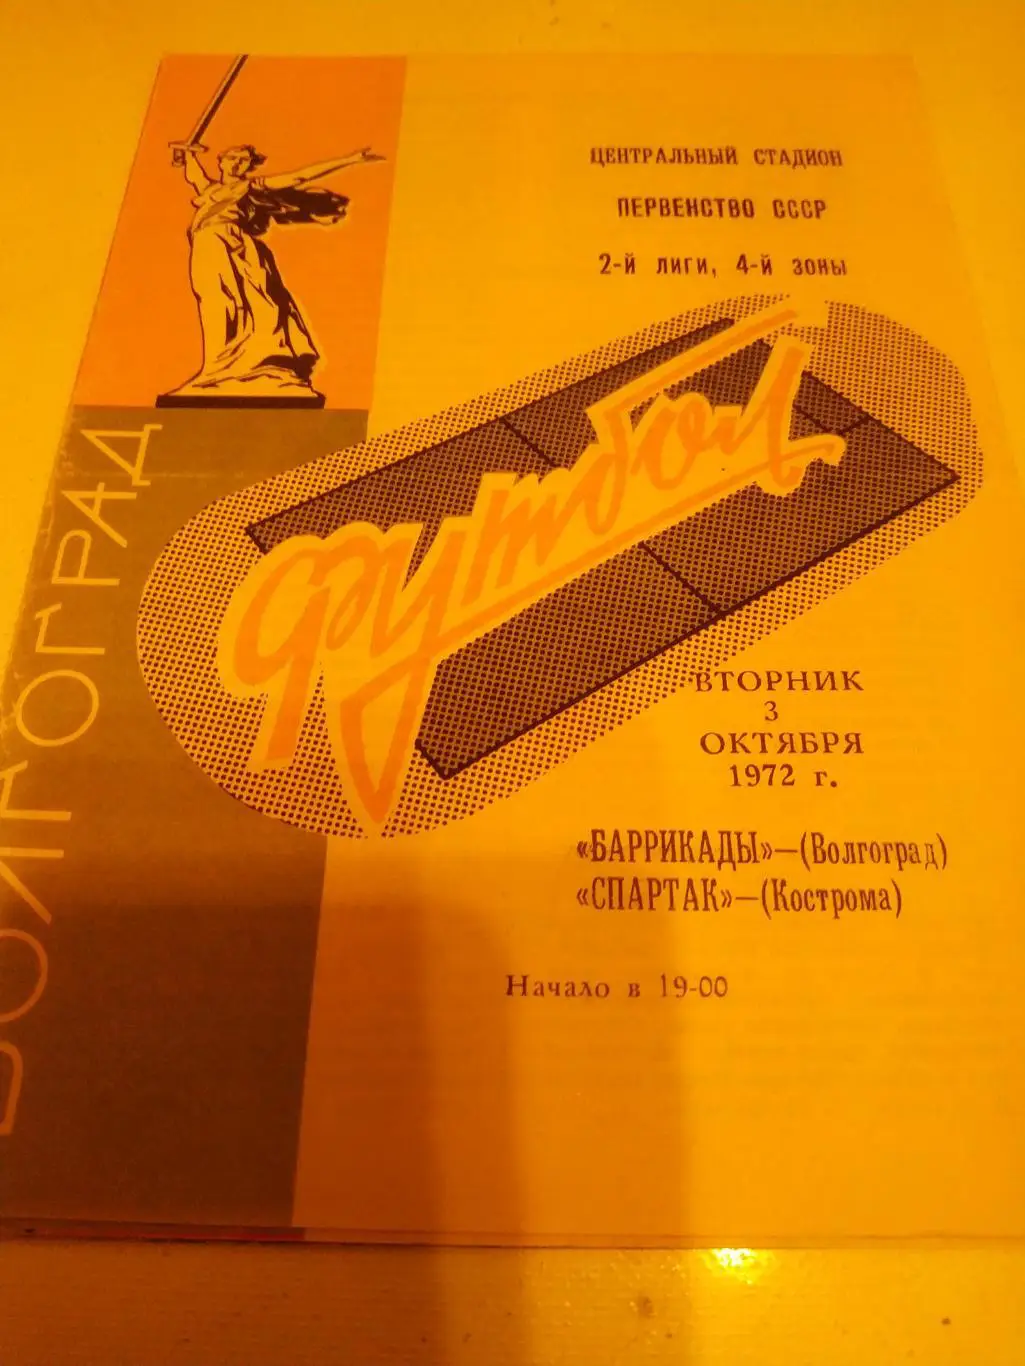 ЦЕНТРАЛЬНЫЙ СТАДИОН
ПЕРВЕНСТВО СССР
2-й ЛИГИ, 4-й ЗОНЫ
Футбол
ВОЛГОГРАД
ВТОРНИК
3
ОКТЯБРЯ
1972 г.
«БАРРИКАДЫ»—(Волгоград)
«СПАРТАК»—(Кострома)
Начало в 19-00